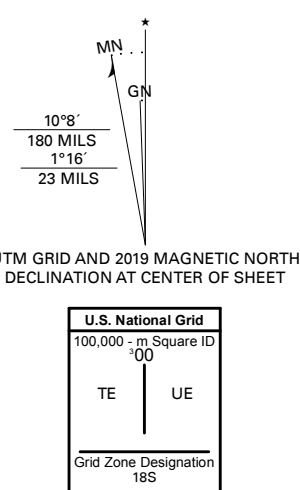 ★
MN
GN
10°8´
180 MILS
1°16´
23 MILS
UTM GRID AND 2019 MAGNETIC NORTH
DECLINATION AT CENTER OF SHEET
U.S. National Grid
100,000 - m Square ID
³00
TE UE
Grid Zone Designation
18S